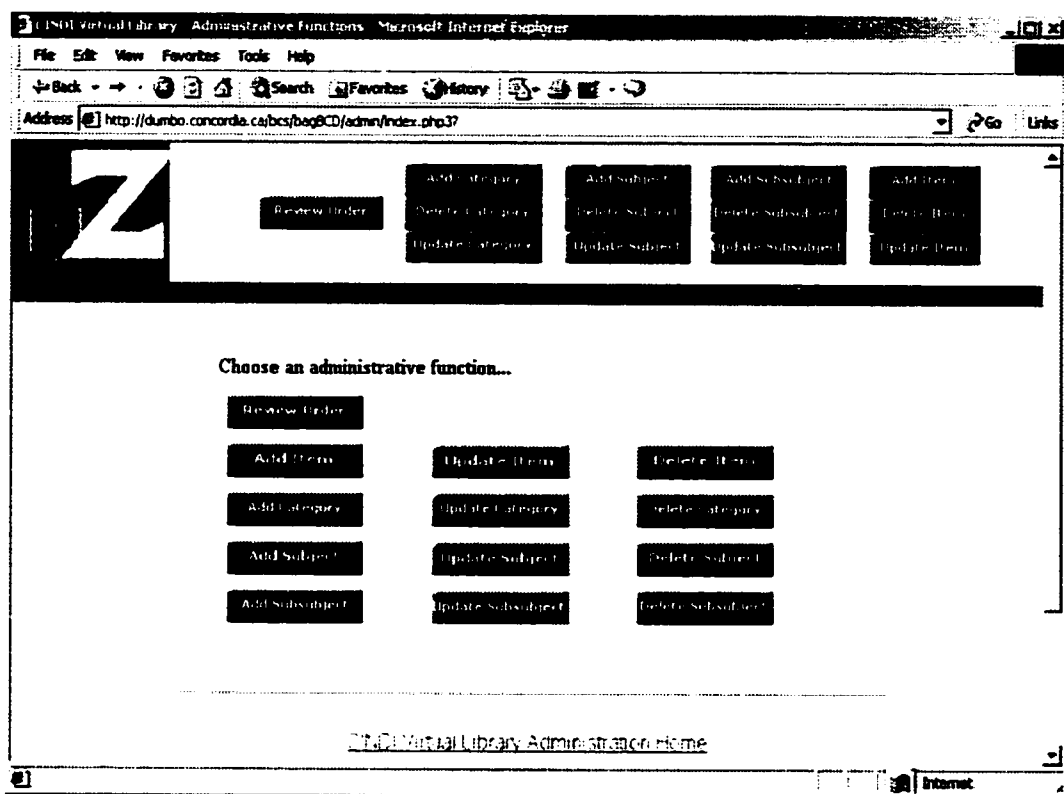 CINDI Virtual Library - Administrative Functions - Microsoft Internet Explorer
File Edit View Favorites Tools Help
Back Search Favorites History
Address http://dumbo.concordia.ca/bcs/bagBCD/admin/index.php3? Go Links
Z
Add Category Add Subject Add Subsubject Add Item
Review Order Delete Category Delete Subject Delete Subsubject Delete Item
Update Category Update Subject Update Subsubject Update Item
Choose an administrative function...
Review Order
Add Item Update Item Delete Item
Add Category Update Category Delete Category
Add Subject Update Subject Delete Subject
Add Subsubject Update Subsubject Delete Subsubject
CINDI Virtual Library Administration Home
Internet